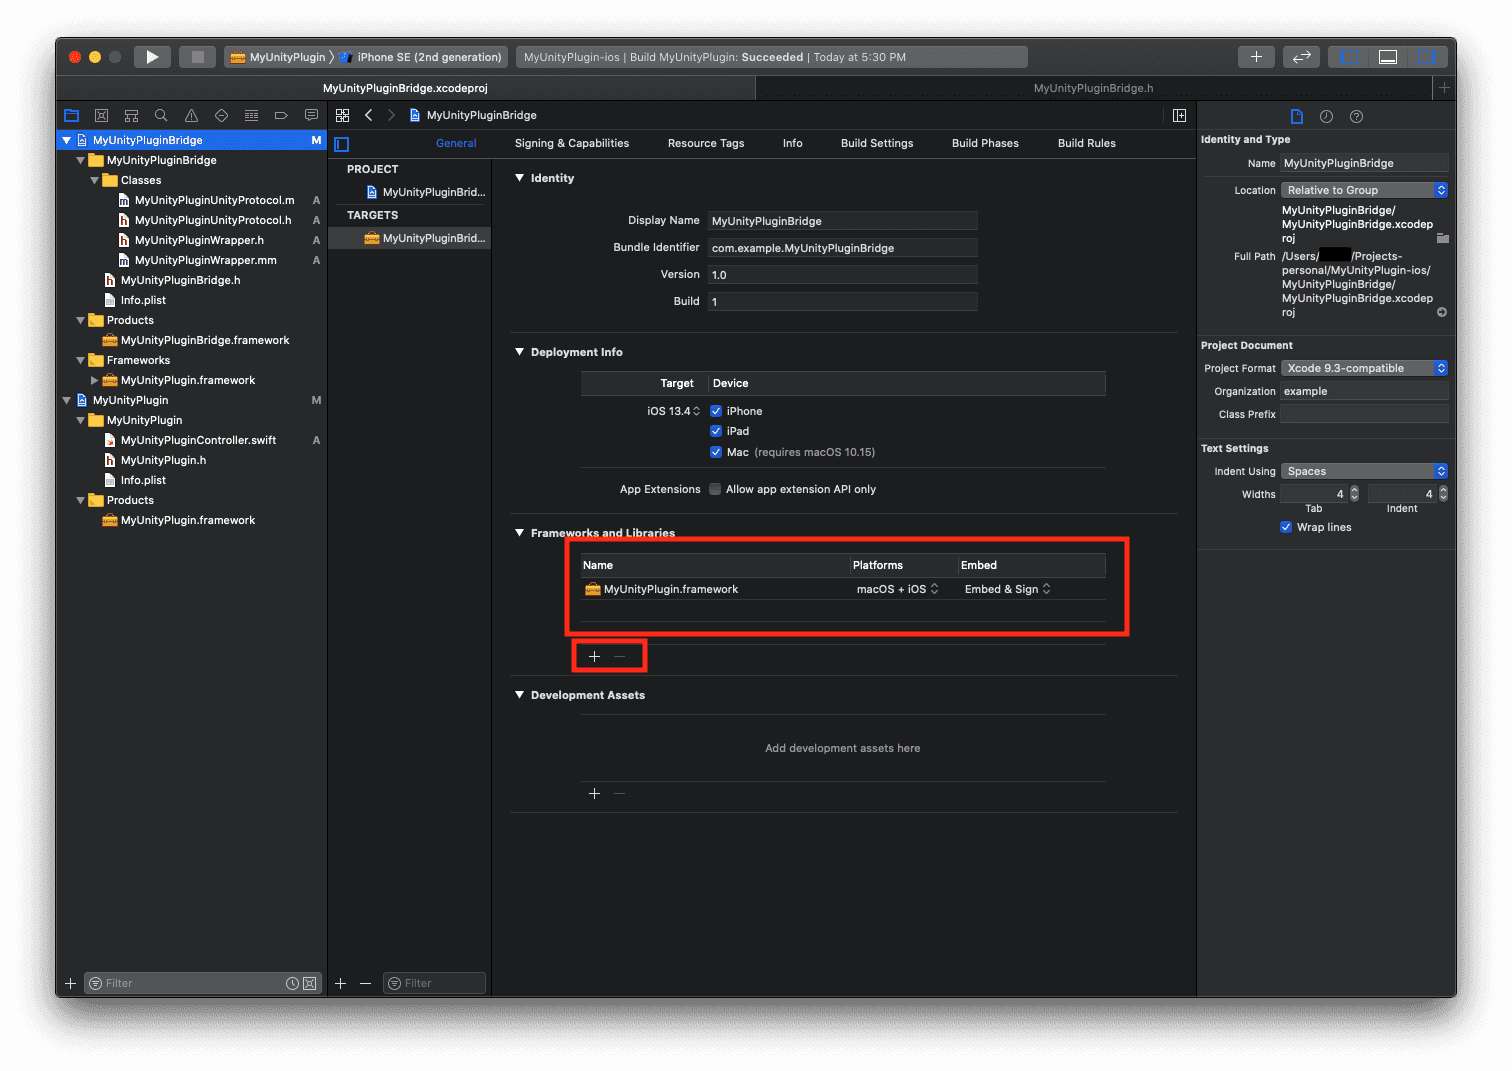 MyUnityPlugin 〉 iPhone SE (2nd generation)
MyUnityPlugin-ios | Build MyUnityPlugin: Succeeded | Today at 5:30 PM
MyUnityPluginBridge.xcodeproj
MyUnityPluginBridge.h
MyUnityPluginBridge M
MyUnityPluginBridge
Classes
MyUnityPluginUnityProtocol.m A
MyUnityPluginUnityProtocol.h A
MyUnityPluginWrapper.h A
MyUnityPluginWrapper.mm A
MyUnityPluginBridge.h
Info.plist
Products
MyUnityPluginBridge.framework
Frameworks
MyUnityPlugin.framework
MyUnityPlugin M
MyUnityPlugin
MyUnityPluginController.swift A
MyUnityPlugin.h
Info.plist
Products
MyUnityPlugin.framework
Filter
MyUnityPluginBridge
General Signing & Capabilities Resource Tags Info Build Settings Build Phases Build Rules
PROJECT
MyUnityPluginBrid...
TARGETS
MyUnityPluginBrid...
Filter
Identity
Display Name MyUnityPluginBridge
Bundle Identifier com.example.MyUnityPluginBridge
Version 1.0
Build 1
Deployment Info
Target Device
iOS 13.4 iPhone
iPad
Mac (requires macOS 10.15)
App Extensions Allow app extension API only
Frameworks and Libraries
Name Platforms Embed
MyUnityPlugin.framework macOS + iOS Embed & Sign
Development Assets
Add development assets here
Identity and Type
Name MyUnityPluginBridge
Location Relative to Group
MyUnityPluginBridge/
MyUnityPluginBridge.xcodep
roj
Full Path /Users/ /Projects-
personal/MyUnityPlugin-ios/
MyUnityPluginBridge/
MyUnityPluginBridge.xcodep
roj
Project Document
Project Format Xcode 9.3-compatible
Organization example
Class Prefix
Text Settings
Indent Using Spaces
Widths 4 4
Tab Indent
Wrap lines